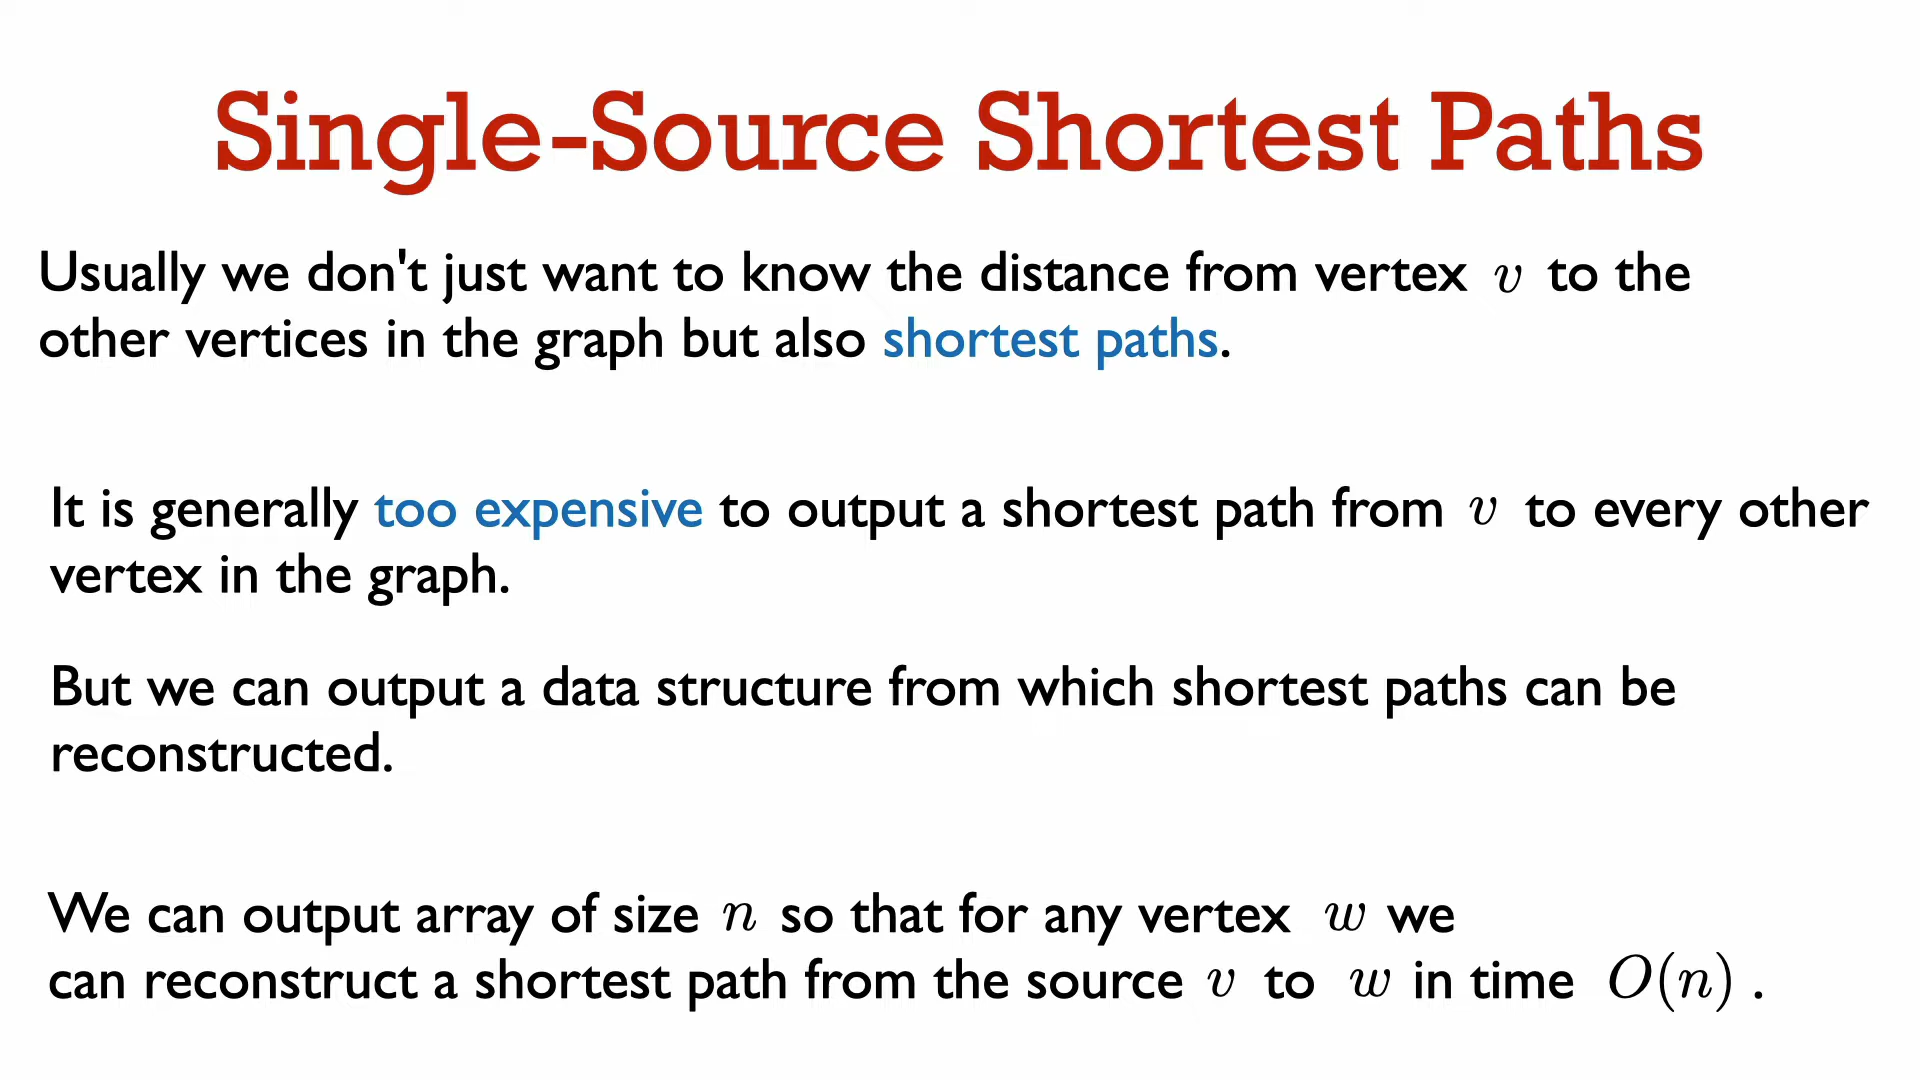 Single-Source Shortest Paths
Usually we don't just want to know the distance from vertex v to the
other vertices in the graph but also shortest paths.
It is generally too expensive to output a shortest path from v to every other
vertex in the graph.
But we can output a data structure from which shortest paths can be
reconstructed.
We can output array of size n so that for any vertex w we
can reconstruct a shortest path from the source v to w in time O(n) .